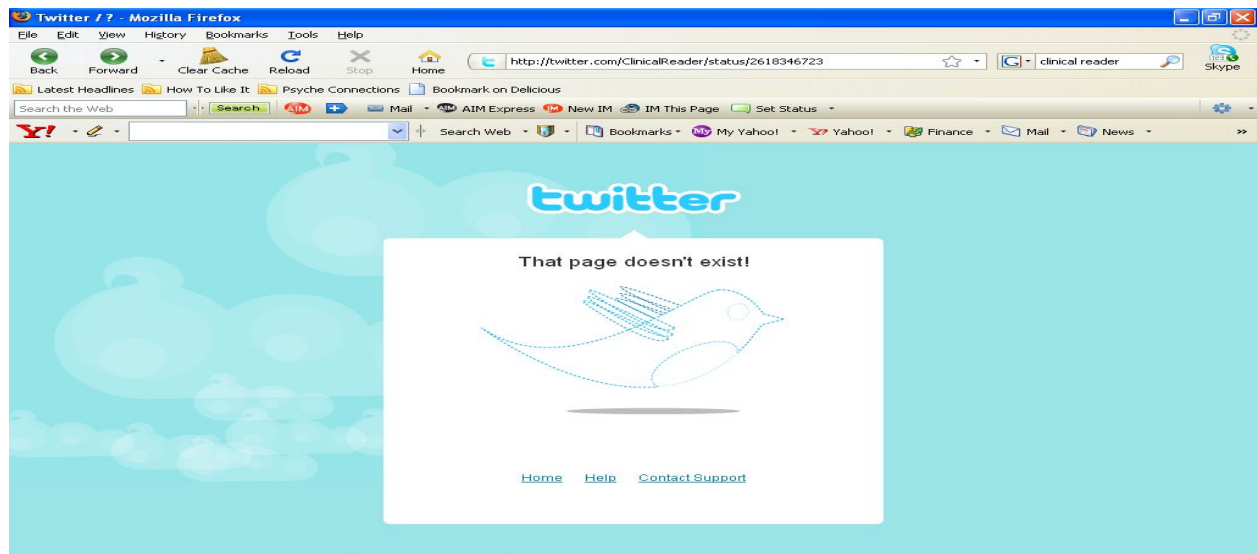 Twitter / ? - Mozilla Firefox
File Edit View History Bookmarks Tools Help
Back Forward Clear Cache Reload Stop Home http://twitter.com/ClinicalReader/status/2618346723 G clinical reader Skype
Latest Headlines How To Like It Psyche Connections Bookmark on Delicious
Search the Web Search AIM Mail AIM Express New IM IM This Page Set Status
Y! Search Web Bookmarks My Yahoo! Yahoo! Finance Mail News »
twitter
That page doesn't exist!
Home Help Contact Support